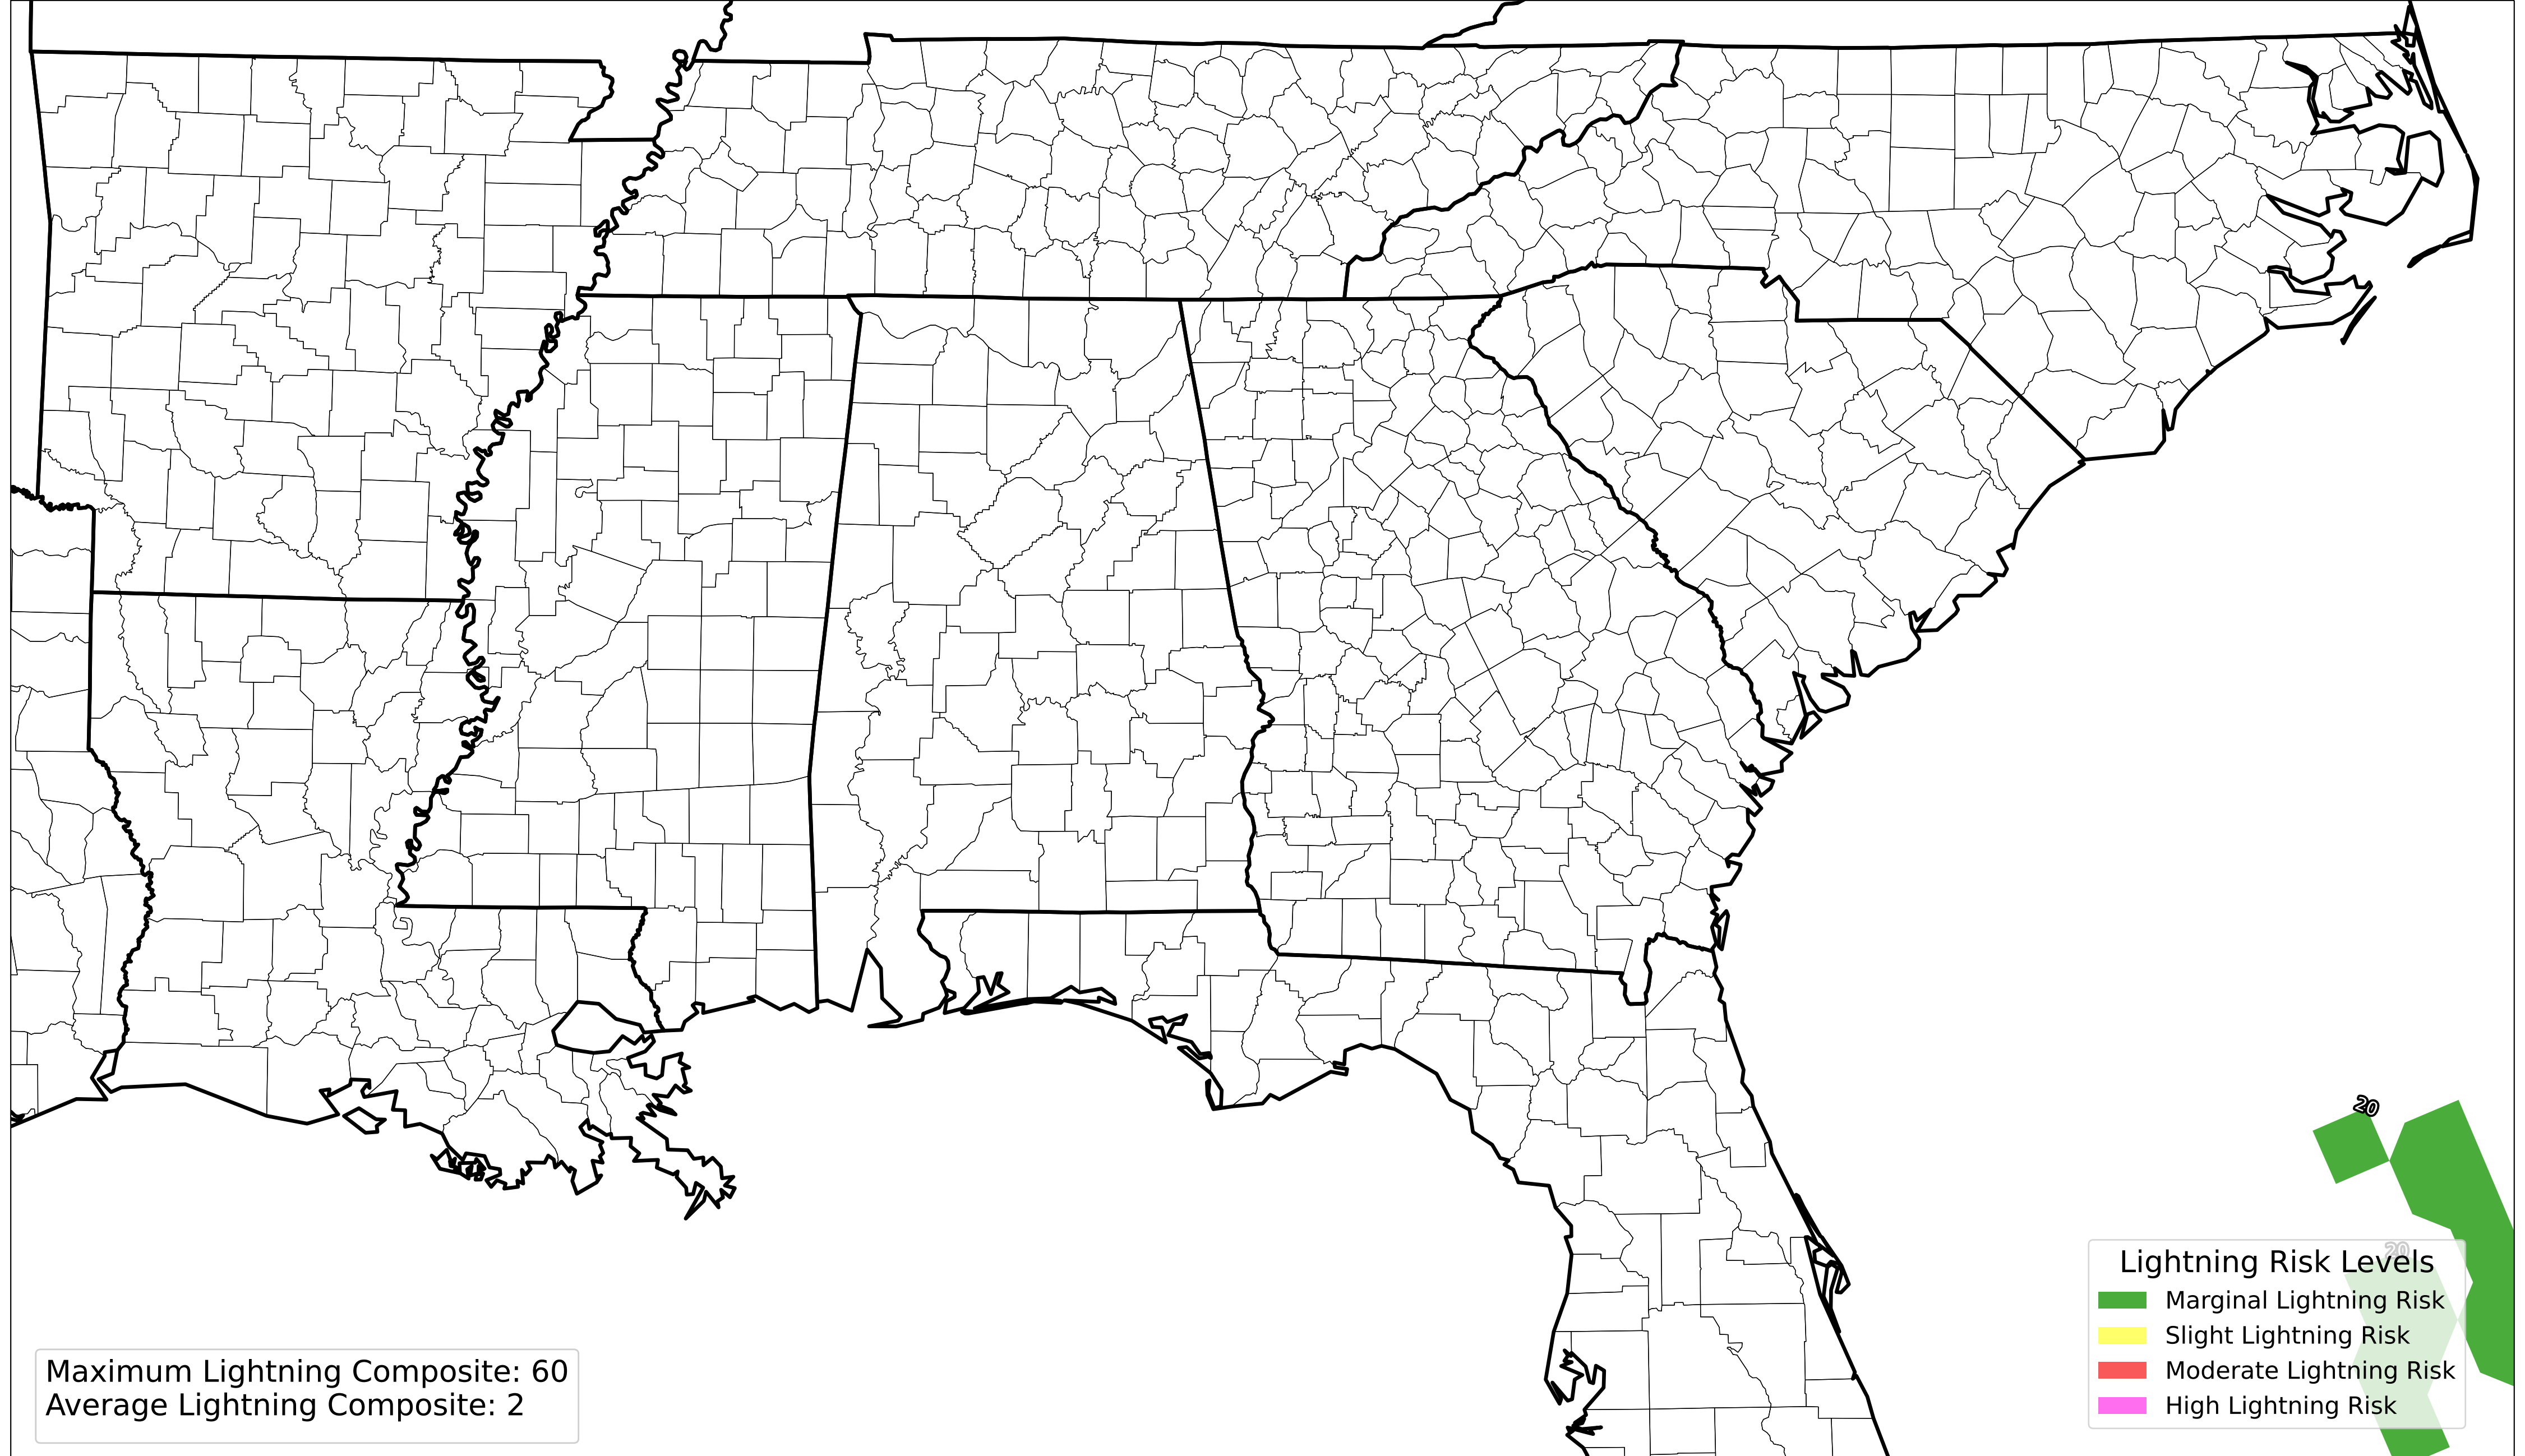 20
20
Lightning Risk Levels
Marginal Lightning Risk
Slight Lightning Risk
Moderate Lightning Risk
High Lightning Risk
Maximum Lightning Composite: 60
Average Lightning Composite: 2